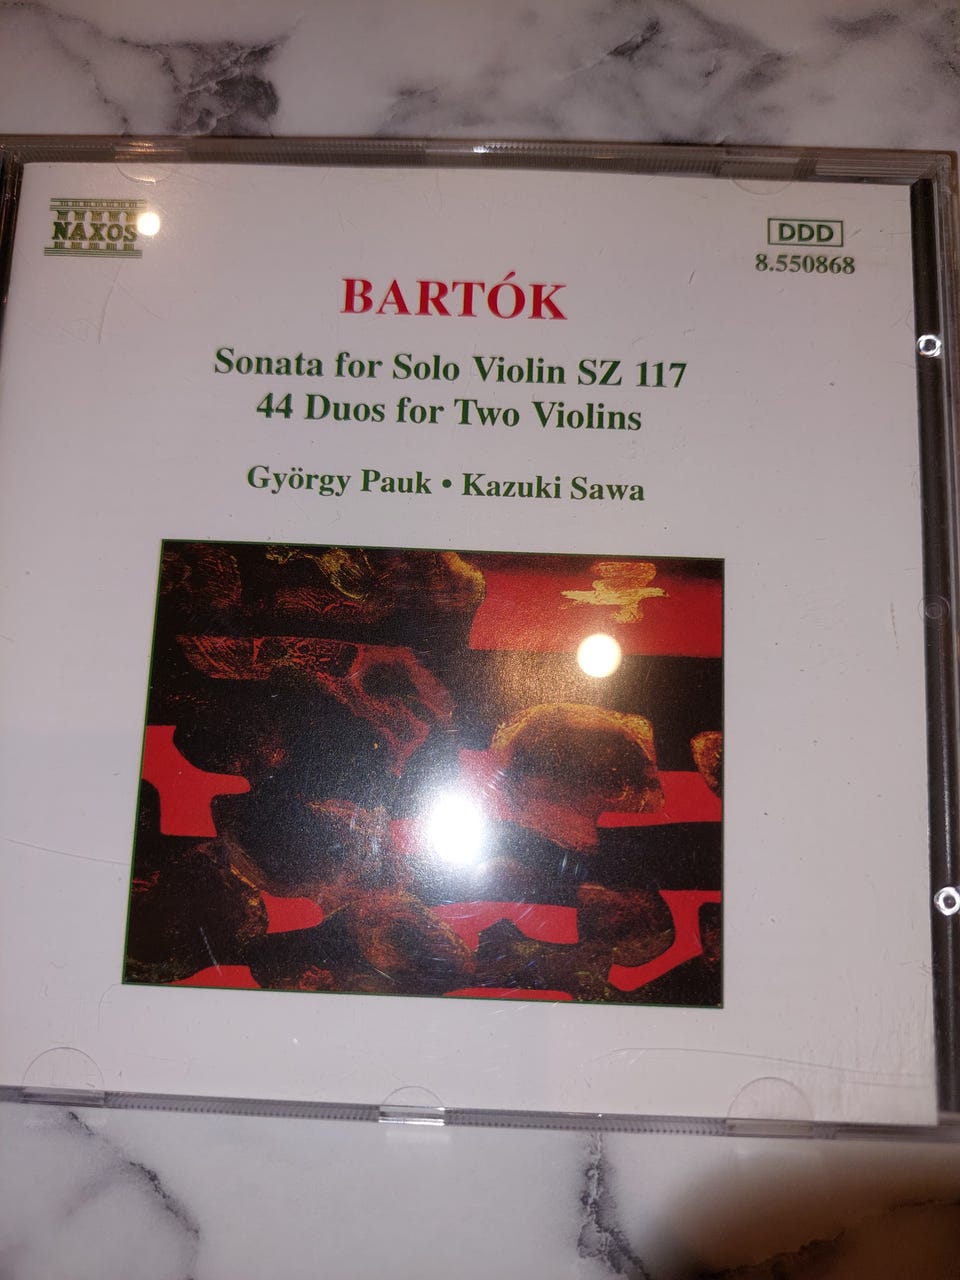 NAXOS
DDD
8.550868
BARTÓK
Sonata for Solo Violin SZ 117
44 Duos for Two Violins
György Pauk • Kazuki Sawa